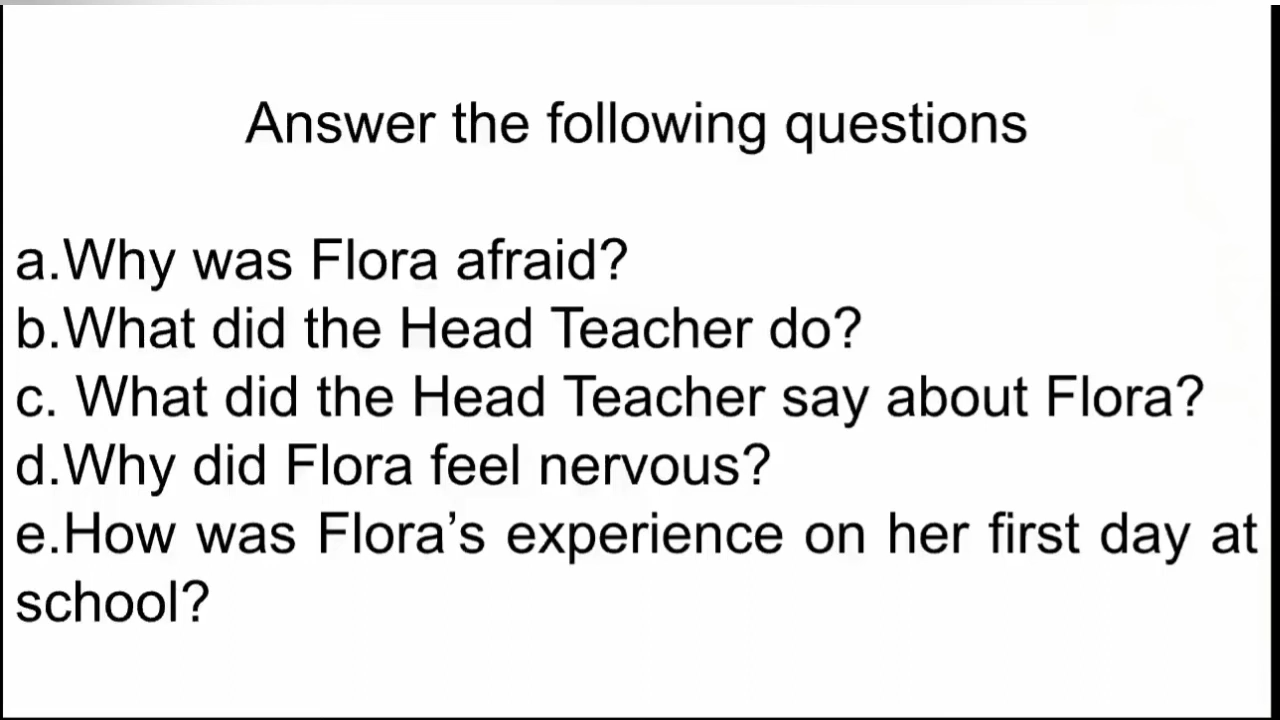 Answer the following questions
a.Why was Flora afraid?
b.What did the Head Teacher do?
c. What did the Head Teacher say about Flora?
d.Why did Flora feel nervous?
e.How was Flora’s experience on her first day at
school?